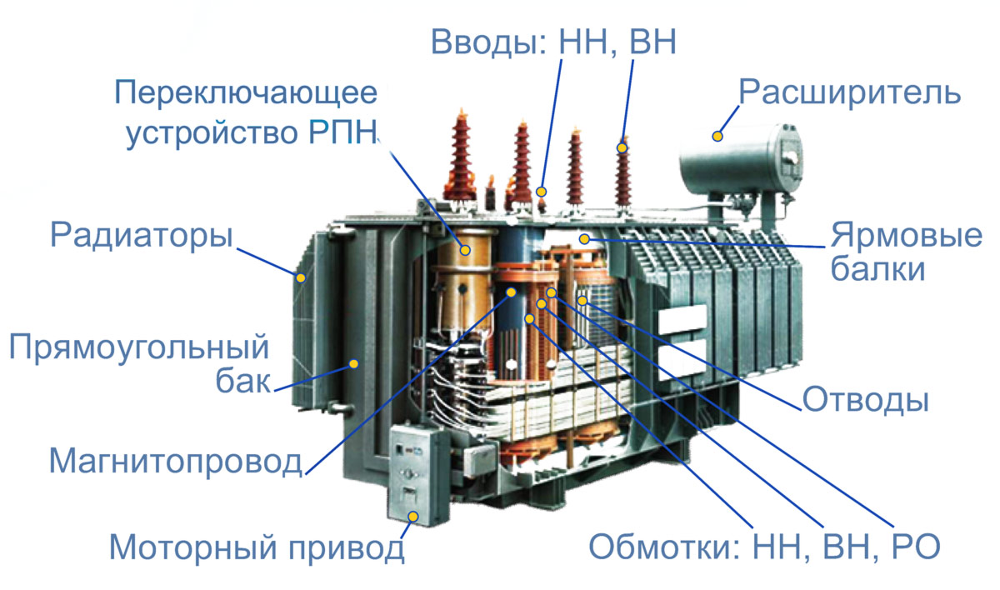 Вводы: НН, ВН
Переключающее
устройство РПН
Расширитель
Радиаторы
Ярмовые
балки
Прямоугольный
бак
Отводы
Магнитопровод
Моторный привод
Обмотки: НН, ВН, РО